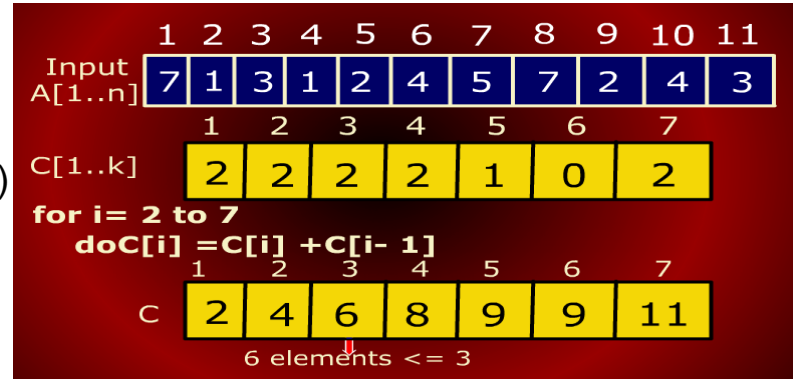 1 2 3 4 5 6 7 8 9 10 11
Input
A[1..n] 7 1 3 1 2 4 5 7 2 4 3
1 2 3 4 5 6 7
C[1..k] 2 2 2 2 1 0 2
)
for i= 2 to 7
doC[i] =C[i] +C[i- 1]
1 2 3 4 5 6 7
C 2 4 6 8 9 9 11
6 elements <= 3